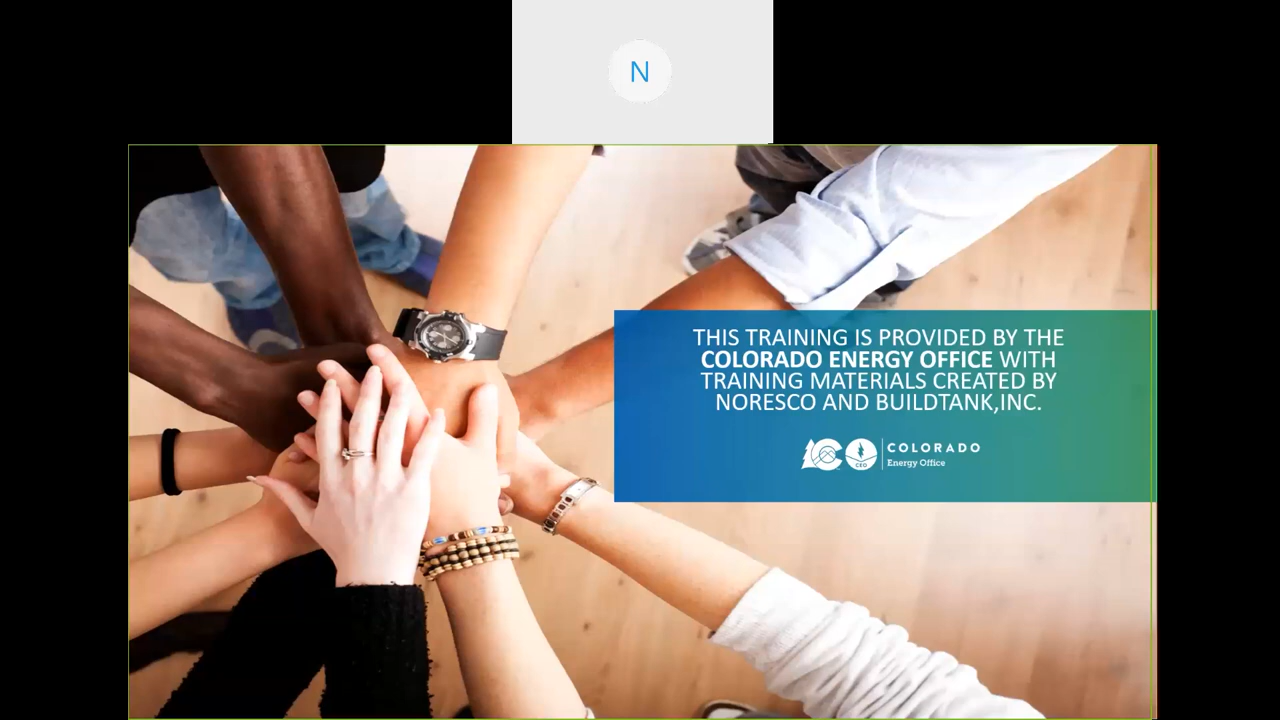 N
THIS TRAINING IS PROVIDED BY THE
COLORADO ENERGY OFFICE WITH
TRAINING MATERIALS CREATED BY
NORESCO AND BUILDTANK,INC.
CEO
COLORADO
Energy Office